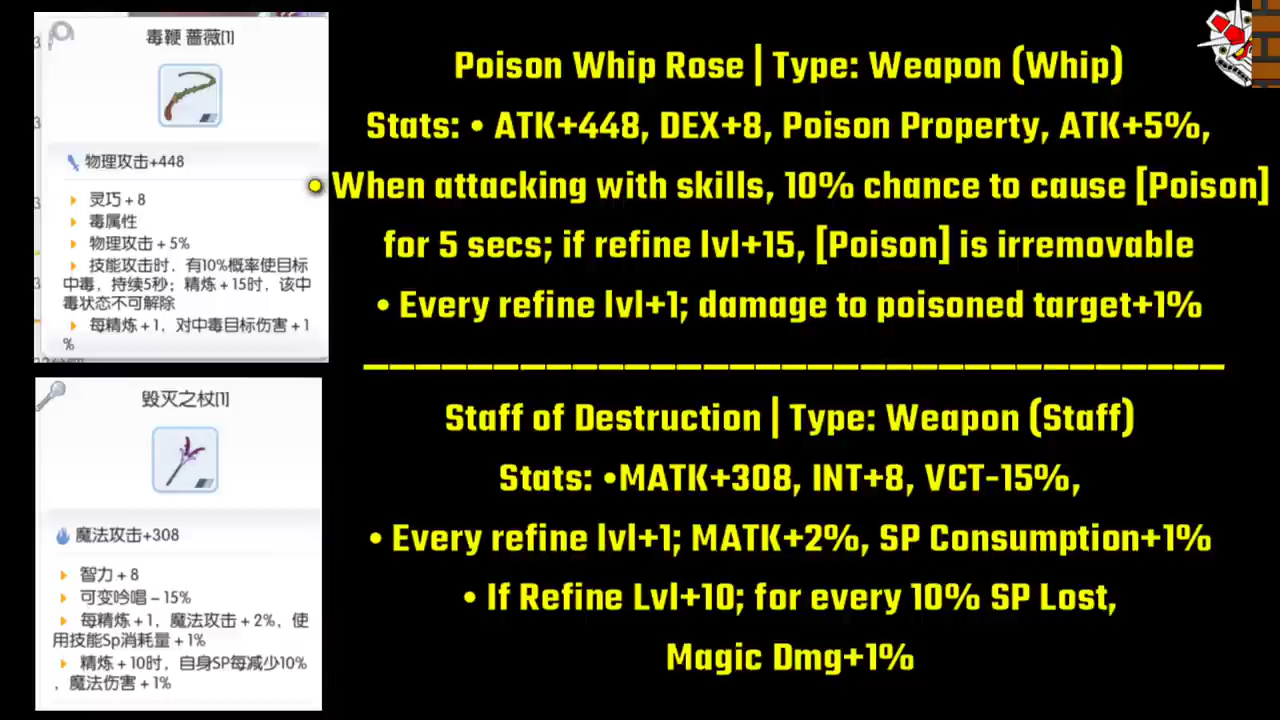 毒鞭 蔷薇[1]
物理攻击+448
灵巧+8
毒属性
物理攻击+5%
技能攻击时，有10%概率使目标
中毒，持续5秒；精炼+15时，该中
毒状态不可解除
每精炼+1，对中毒目标伤害+1
%
Poison Whip Rose | Type: Weapon (Whip)
Stats: • ATK+448, DEX+8, Poison Property, ATK+5%,
When attacking with skills, 10% chance to cause [Poison]
for 5 secs; if refine lvl+15, [Poison] is irremovable
• Every refine lvl+1; damage to poisoned target+1%
毁灭之杖[1]
魔法攻击+308
智力+8
可变吟唱-15%
每精炼+1，魔法攻击+2%，使
用技能Sp消耗量+1%
精炼+10时，自身SP每减少10%
，魔法伤害+1%
Staff of Destruction | Type: Weapon (Staff)
Stats: •MATK+308, INT+8, VCT-15%,
• Every refine lvl+1; MATK+2%, SP Consumption+1%
• If Refine Lvl+10; for every 10% SP Lost,
Magic Dmg+1%